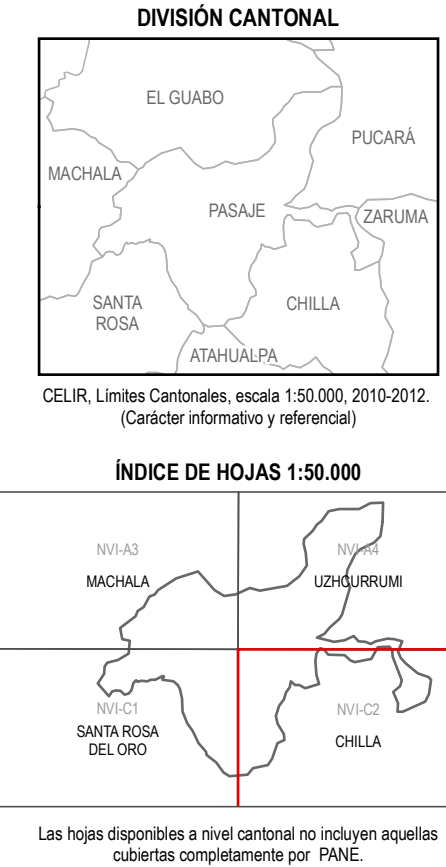 DIVISIÓN CANTONAL
EL GUABO
PUCARÁ
MACHALA
PASAJE
ZARUMA
SANTA
ROSA
CHILLA
ATAHUALPA
CELIR, Límites Cantonales, escala 1:50.000, 2010-2012.
(Carácter informativo y referencial)
ÍNDICE DE HOJAS 1:50.000
NVI-A3
NVI-A4
MACHALA
UZHCURRUMI
NVI-C1
NVI-C2
SANTA ROSA
DEL ORO
CHILLA
Las hojas disponibles a nivel cantonal no incluyen aquellas
cubiertas completamente por PANE.